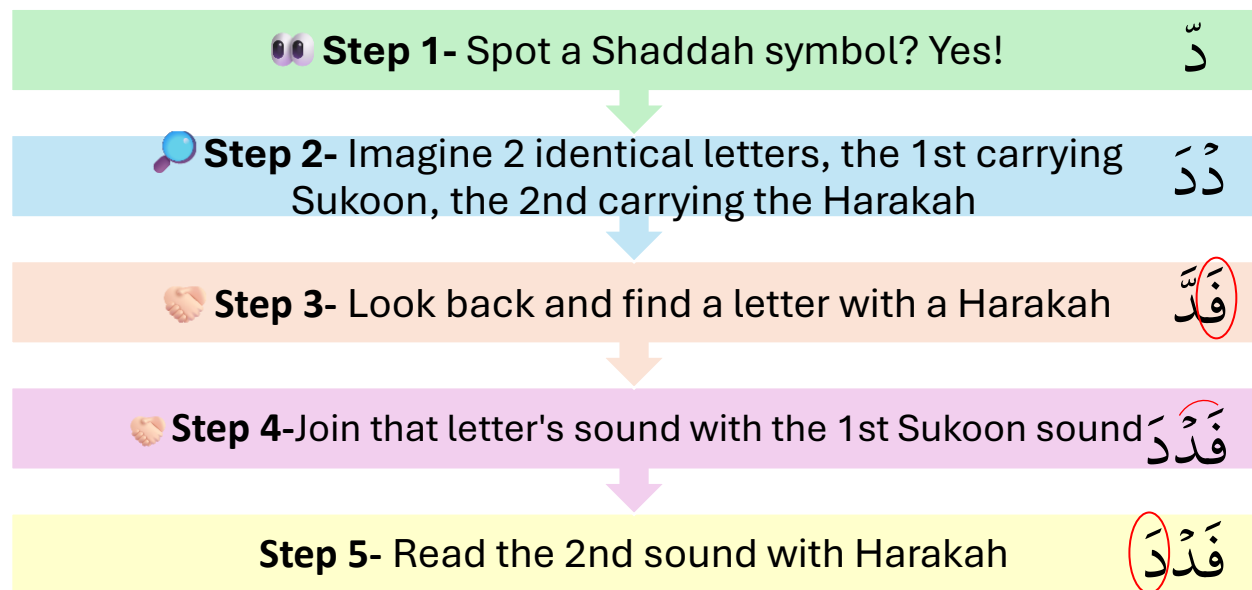 👀 Step 1- Spot a Shaddah symbol? Yes! دّ
🔎 Step 2- Imagine 2 identical letters, the 1st carrying
Sukoon, the 2nd carrying the Harakah دۡدَ
🤝🏻 Step 3- Look back and find a letter with a Harakah فَدَّ
🤝🏻 Step 4-Join that letter's sound with the 1st Sukoon sound فَدۡدَ
Step 5- Read the 2nd sound with Harakah فَدۡدَ